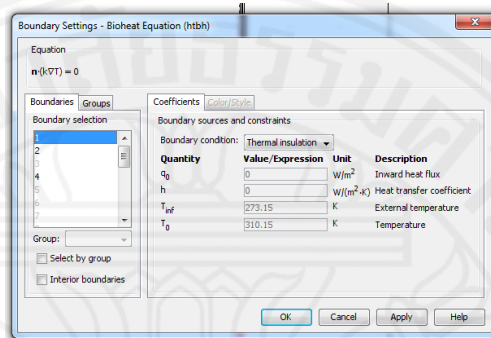 Boundary Settings - Bioheat Equation (htbh)
Equation
n·(k∇T) = 0
Boundaries Groups
Boundary selection
1
2
3
4
5
6
7
Group:
Select by group
Interior boundaries
Coefficients Color/Style
Boundary sources and constraints
Boundary condition: Thermal insulation
Quantity Value/Expression Unit Description
q0 0 W/m2 Inward heat flux
h 0 W/(m2·K) Heat transfer coefficient
Tinf 273.15 K External temperature
T0 310.15 K Temperature
OK Cancel Apply Help